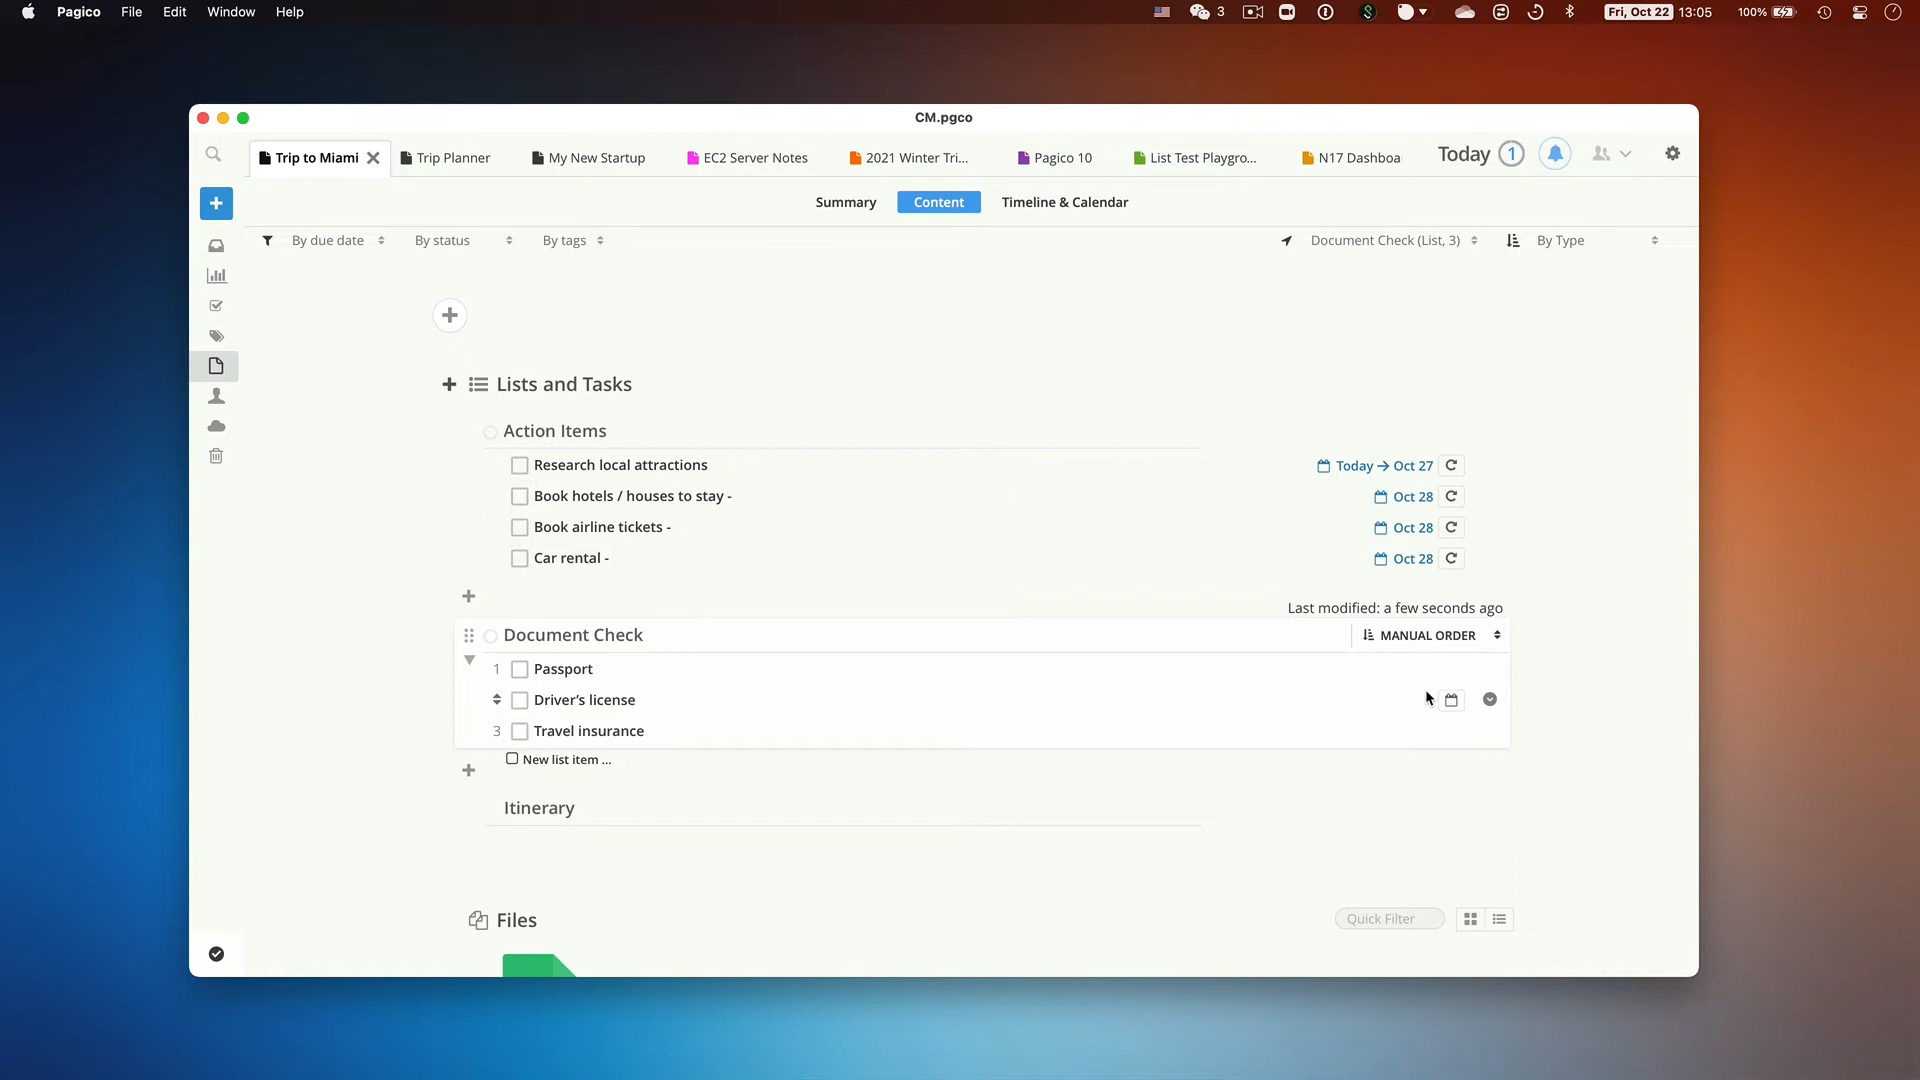 Pagico File Edit Window Help
3
Fri, Oct 22 13:05 100%
CM.pgco
Trip to Miami Trip Planner My New Startup EC2 Server Notes 2021 Winter Tri... Pagico 10 List Test Playgro... N17 Dashboa Today 1
Summary Content Timeline & Calendar
By due date By status By tags Document Check (List, 3) By Type
Lists and Tasks
Action Items
Research local attractions Today → Oct 27
Book hotels / houses to stay - Oct 28
Book airline tickets - Oct 28
Car rental - Oct 28
Last modified: a few seconds ago
Document Check MANUAL ORDER
1 Passport
Driver's license
3 Travel insurance
New list item ...
Itinerary
Files Quick Filter